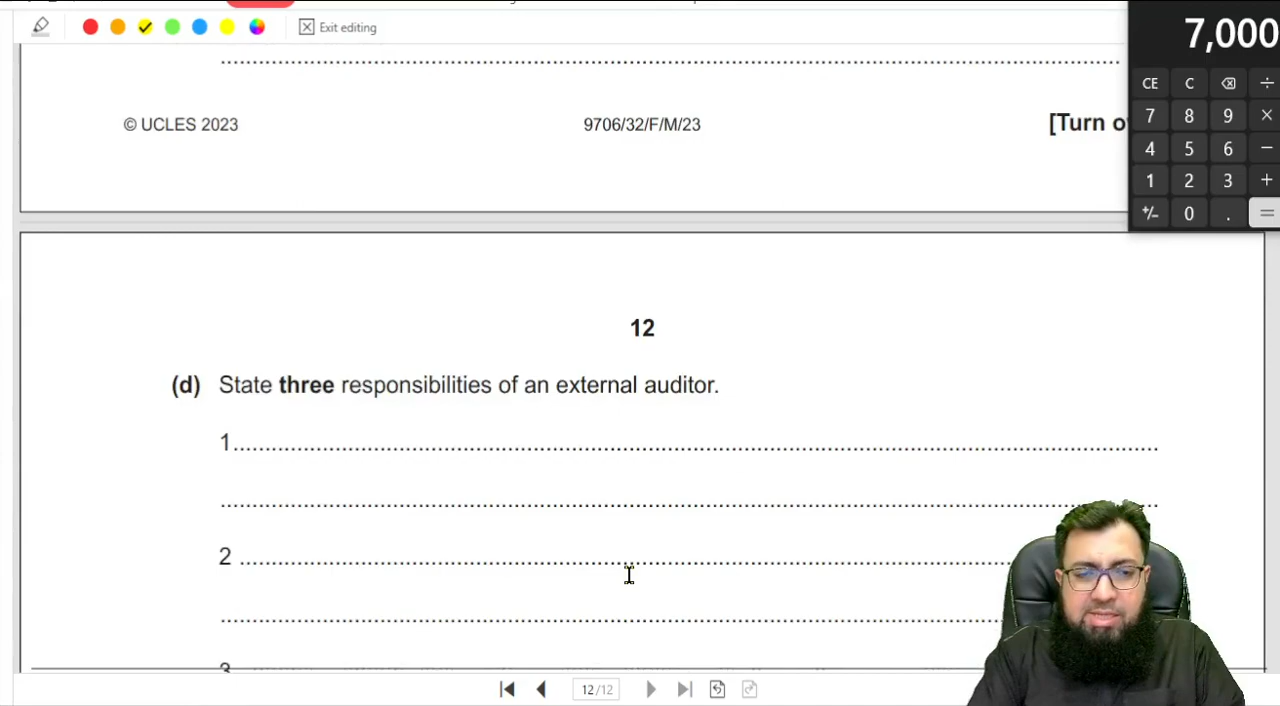 Exit editing
7,000
CE C ÷
7 8 9 ×
4 5 6 −
1 2 3 +
+/- 0 . =
© UCLES 2023 9706/32/F/M/23 [Turn o
12
(d) State three responsibilities of an external auditor.
1
2
3
12/12